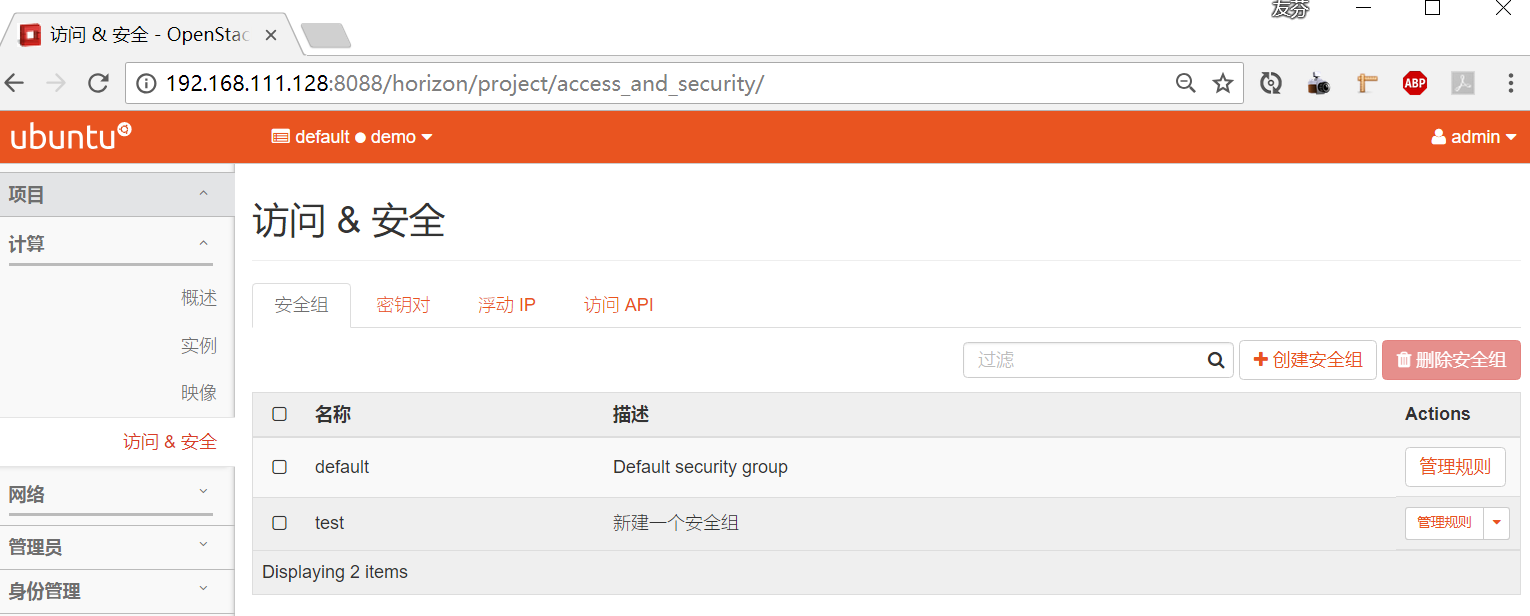 友芬
访问 & 安全 - OpenStac
192.168.111.128:8088/horizon/project/access_and_security/
ABP
ubuntu
default demo
admin
项目
访问 & 安全
计算
概述
安全组 密钥对 浮动 IP 访问 API
实例
过滤 创建安全组 删除安全组
映像
名称 描述 Actions
访问 & 安全
default Default security group 管理规则
网络
test 新建一个安全组 管理规则
管理员
Displaying 2 items
身份管理